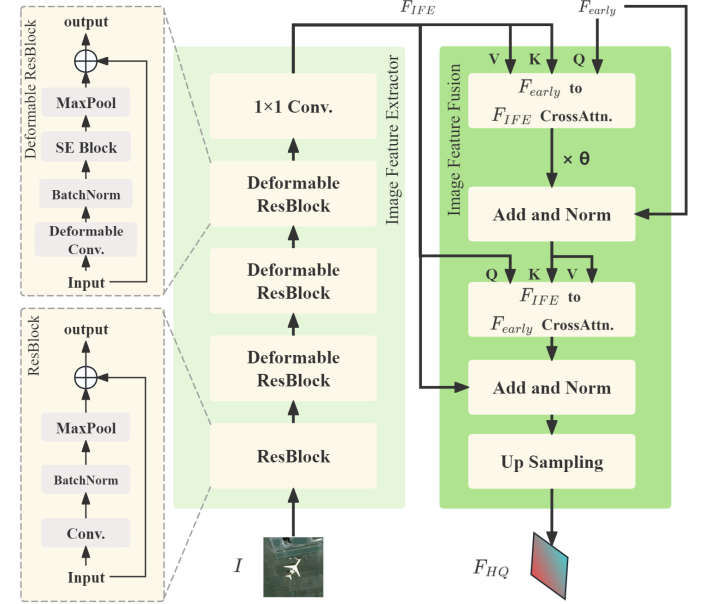 output
MaxPool
SE Block
BatchNorm
Deformable
Conv.
Input
Deformable ResBlock
output
MaxPool
BatchNorm
Conv.
Input
ResBlock
1×1 Conv.
Deformable
ResBlock
Deformable
ResBlock
Deformable
ResBlock
ResBlock
Image Feature Extractor
I
F_IFE
F_early
V K Q
F_early to
F_IFE CrossAttn.
× θ
Add and Norm
Q K V
F_IFE to
F_early CrossAttn.
Add and Norm
Up Sampling
Image Feature Fusion
F_HQ